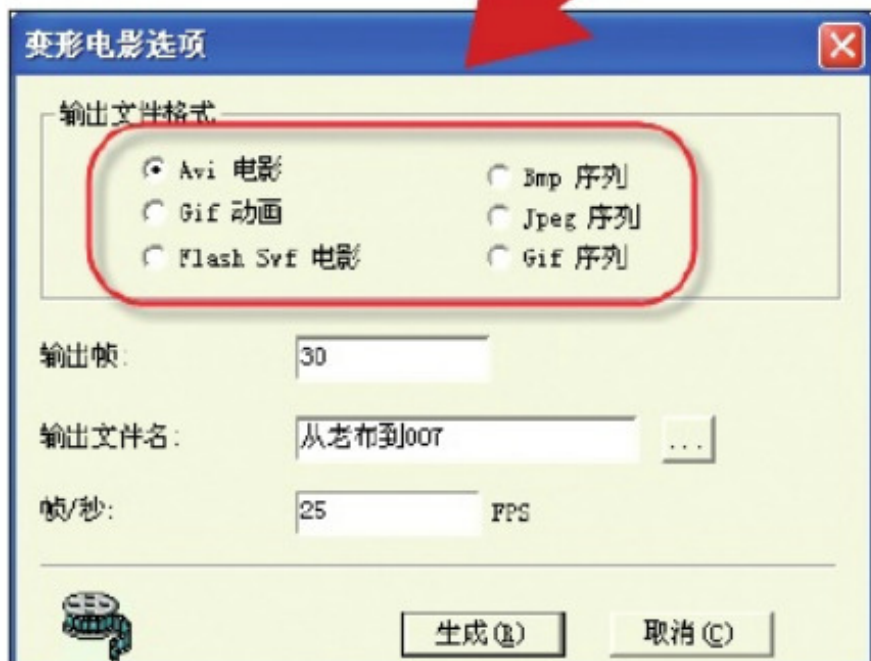 变形电影选项
输出文件格式
Avi 电影
Bmp 序列
Gif 动画
Jpeg 序列
Flash Swf 电影
Gif 序列
输出帧:
30
输出文件名:
从老布到007
...
帧/秒:
25
FPS
生成(R)
取消(C)